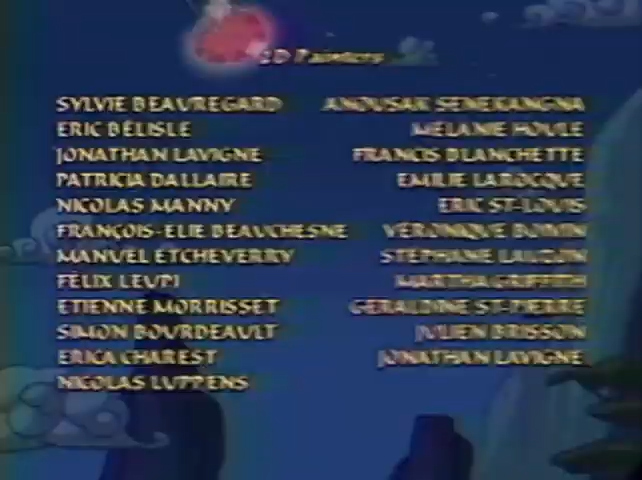 2D Painters
SYLVIE BEAUREGARD ANOUSAK SENEKANGNA
ERIC BÉLISLE MÉLANIE HOULE
JONATHAN LAVIGNE FRANCIS BLANCHETTE
PATRICIA DALLAIRE EMILIE LAROCQUE
NICOLAS MANNY ERIC ST-LOUIS
FRANÇOIS-ELIE BEAUCHESNE VÉRONIQUE BOIVIN
MANUEL ETCHEVERRY STÉPHANE LAUZON
FÉLIX LEUPI MARTHA GRIFFITH
ETIENNE MORRISSET GÉRALDINE ST-PIERRE
SIMON BOURDEAULT JULIEN BRISSON
ERICA CHAREST JONATHAN LAVIGNE
NICOLAS LUPPENS